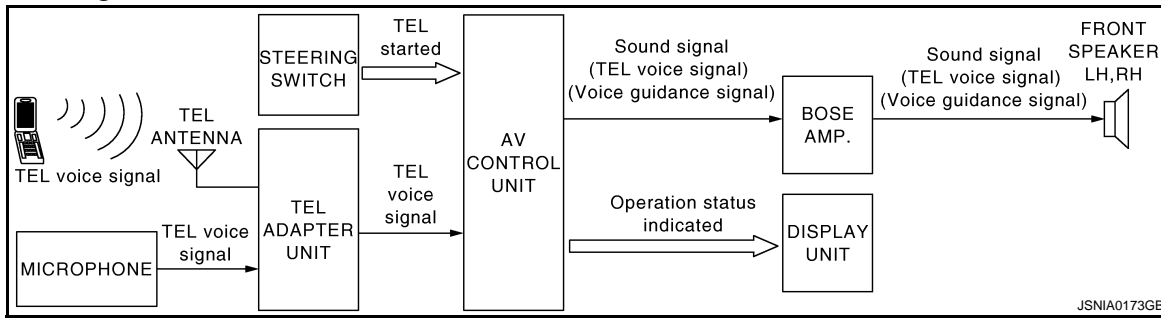 STEERING
SWITCH
TEL
started
TEL
ANTENNA
TEL voice signal
MICROPHONE
TEL voice
signal
TEL
ADAPTER
UNIT
TEL
voice
signal
AV
CONTROL
UNIT
Sound signal
(TEL voice signal)
(Voice guidance signal)
BOSE
AMP.
Sound signal
(TEL voice signal)
(Voice guidance signal)
FRONT
SPEAKER
LH,RH
Operation status
indicated
DISPLAY
UNIT
JSNIA0173GB